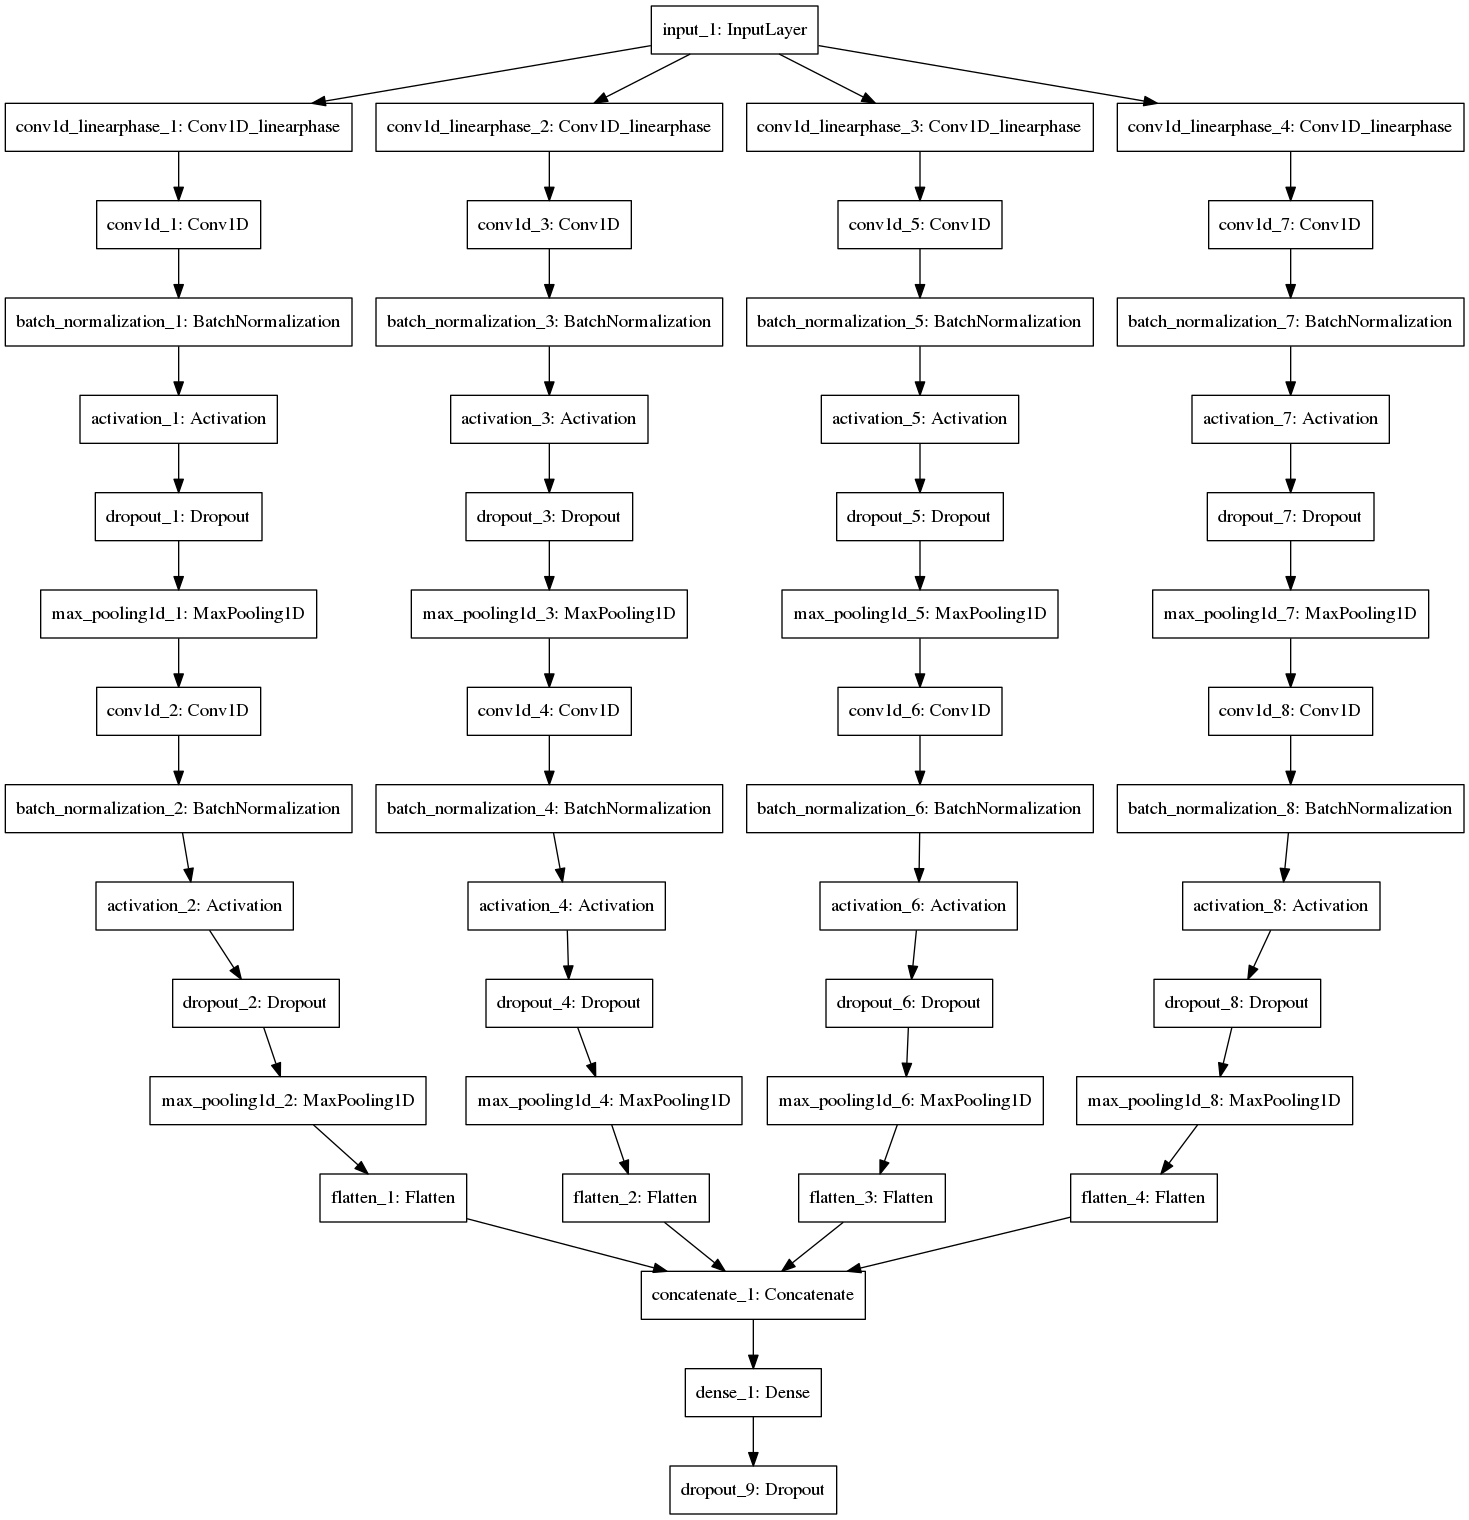 input_1: InputLayer
conv1d_linearphase_1: Conv1D_linearphase
conv1d_linearphase_2: Conv1D_linearphase
conv1d_linearphase_3: Conv1D_linearphase
conv1d_linearphase_4: Conv1D_linearphase
conv1d_1: Conv1D
conv1d_3: Conv1D
conv1d_5: Conv1D
conv1d_7: Conv1D
batch_normalization_1: BatchNormalization
batch_normalization_3: BatchNormalization
batch_normalization_5: BatchNormalization
batch_normalization_7: BatchNormalization
activation_1: Activation
activation_3: Activation
activation_5: Activation
activation_7: Activation
dropout_1: Dropout
dropout_3: Dropout
dropout_5: Dropout
dropout_7: Dropout
max_pooling1d_1: MaxPooling1D
max_pooling1d_3: MaxPooling1D
max_pooling1d_5: MaxPooling1D
max_pooling1d_7: MaxPooling1D
conv1d_2: Conv1D
conv1d_4: Conv1D
conv1d_6: Conv1D
conv1d_8: Conv1D
batch_normalization_2: BatchNormalization
batch_normalization_4: BatchNormalization
batch_normalization_6: BatchNormalization
batch_normalization_8: BatchNormalization
activation_2: Activation
activation_4: Activation
activation_6: Activation
activation_8: Activation
dropout_2: Dropout
dropout_4: Dropout
dropout_6: Dropout
dropout_8: Dropout
max_pooling1d_2: MaxPooling1D
max_pooling1d_4: MaxPooling1D
max_pooling1d_6: MaxPooling1D
max_pooling1d_8: MaxPooling1D
flatten_1: Flatten
flatten_2: Flatten
flatten_3: Flatten
flatten_4: Flatten
concatenate_1: Concatenate
dense_1: Dense
dropout_9: Dropout